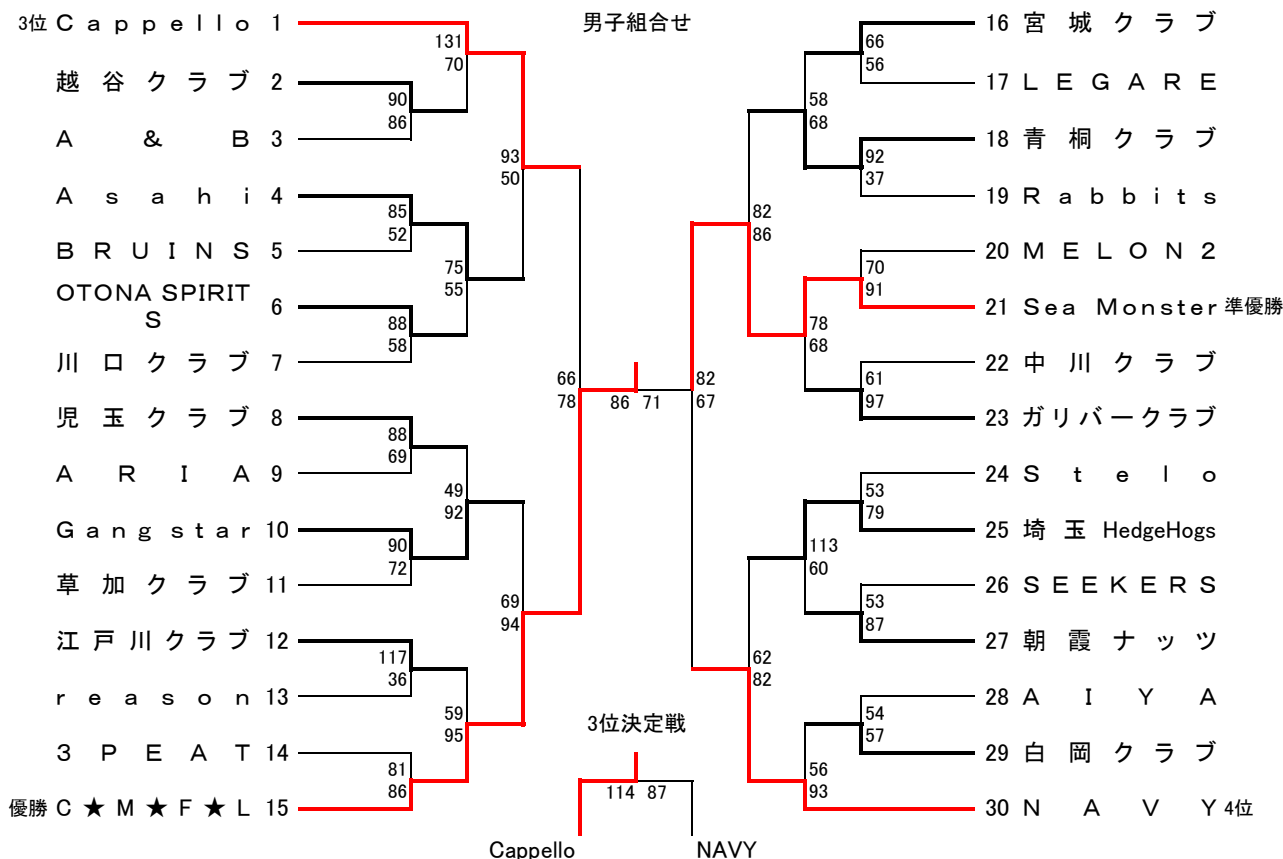 男子組合せ
3位 Cappello 1
131
70
越谷クラブ 2
90
86
A & B 3
93
50
Asahi 4
85
52
BRUINS 5
75
55
OTONA SPIRIT
S 6
88
58
川口クラブ 7
66
78
児玉クラブ 8
88
69
ARIA 9
49
92
Gang star 10
90
72
草加クラブ 11
69
94
江戸川クラブ 12
117
36
reason 13
59
95
3PEAT 14
81
86
優勝 C★M★F★L 15
86 71
16 宮城クラブ
66
56
17 LEGARE
58
68
18 青桐クラブ
92
37
19 Rabbits
82
86
20 MELON2
70
91
21 Sea Monster 準優勝
78
68
22 中川クラブ
61
97
23 ガリバークラブ
82
67
24 Stelo
53
79
25 埼玉 HedgeHogs
113
60
26 SEEKERS
53
87
27 朝霞ナッツ
62
82
28 AIYA
54
57
29 白岡クラブ
56
93
30 NAVY 4位
3位決定戦
114 87
Cappello NAVY